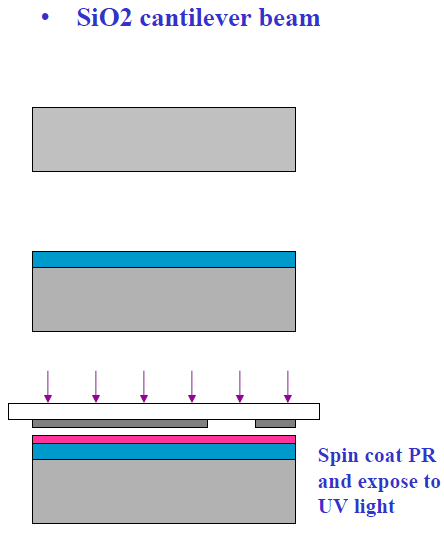 • SiO2 cantilever beam
Spin coat PR
and expose to
UV light